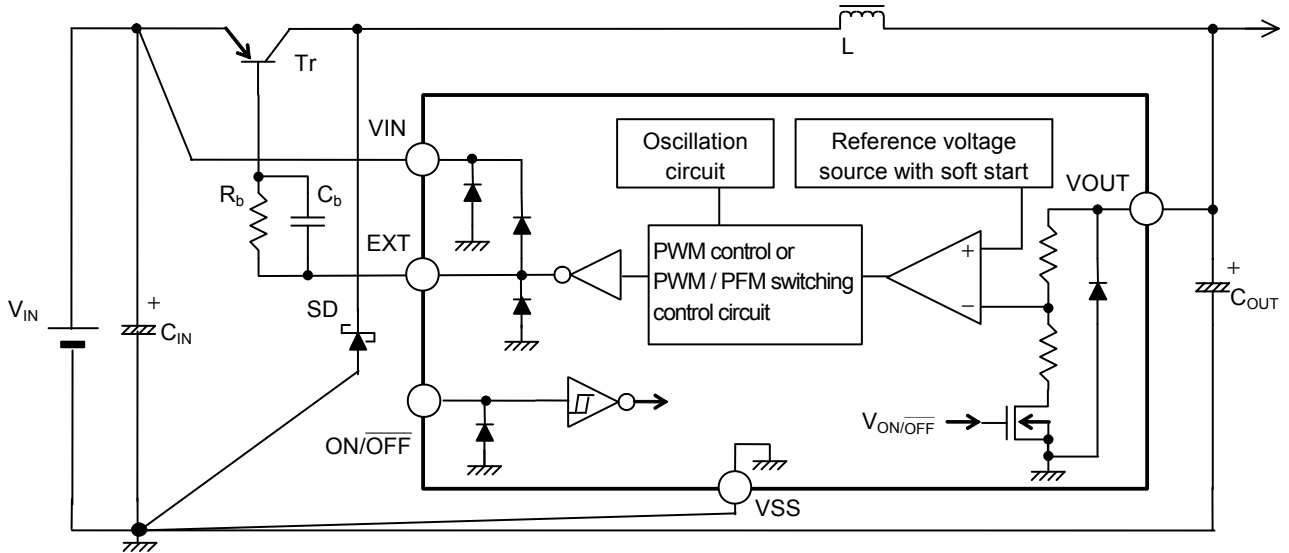 L
Tr
VIN
Oscillation
circuit
Reference voltage
source with soft start
VOUT
Rb
Cb
EXT
PWM control or
PWM / PFM switching
control circuit
+
−
+
COUT
VIN
+
CIN
SD
ON/OFF
VON/OFF
VSS